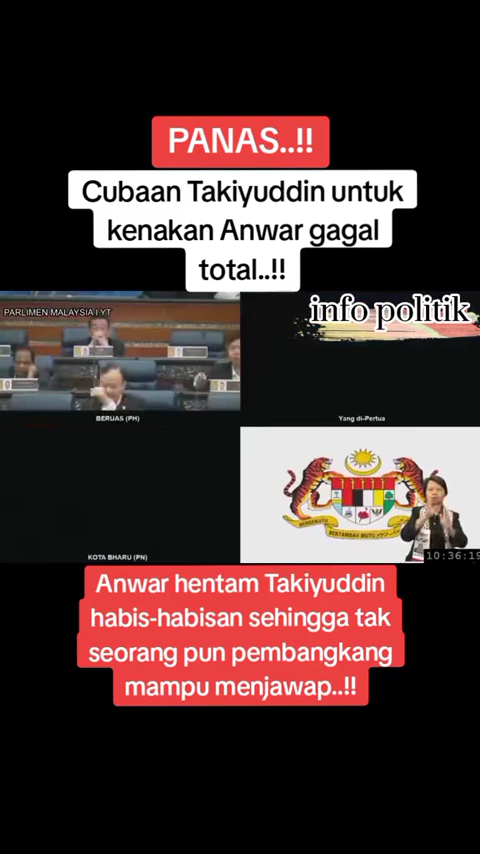 PANAS..!!
Cubaan Takiyuddin untuk
kenakan Anwar gagal
total..!!
info politik
PARLIMEN MALAYSIA I YT
BERUAS (PH)
Yang di-Pertua
BERSEKUTU
BERTAMBAH MUTU
KOTA BHARU (PN)
10:36:19
Anwar hentam Takiyuddin
habis-habisan sehingga tak
seorang pun pembangkang
mampu menjawap..!!